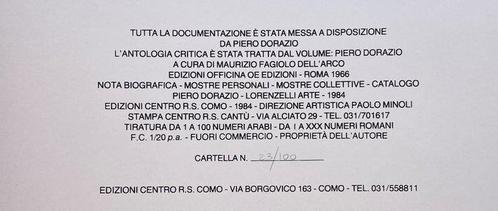 TUTTA LA DOCUMENTAZIONE È STATA MESSA A DISPOSIZIONE
DA PIERO DORAZIO
L'ANTOLOGIA CRITICA È STATA TRATTA DAL VOLUME: PIERO DORAZIO
A CURA DI MAURIZIO FAGIOLO DELL'ARCO
EDIZIONI OFFICINA OE EDIZIONI - ROMA 1966
NOTA BIOGRAFICA - MOSTRE PERSONALI - MOSTRE COLLETTIVE - CATALOGO
PIERO DORAZIO - LORENZELLI ARTE - 1984
EDIZIONI CENTRO R.S. COMO - 1984 - DIREZIONE ARTISTICA PAOLO MINOLI
STAMPA CENTRO R.S. CANTÙ - VIA ALCIATO 29 - TEL. 031/701617
TIRATURA DA 1 A 100 NUMERI ARABI - DA I A XXX NUMERI ROMANI
F.C. 1/20 p.a. - FUORI COMMERCIO - PROPRIETÀ DELL'AUTORE
CARTELLA N. 23/100
EDIZIONI CENTRO R.S. COMO - VIA BORGOVICO 163 - COMO - TEL. 031/558811